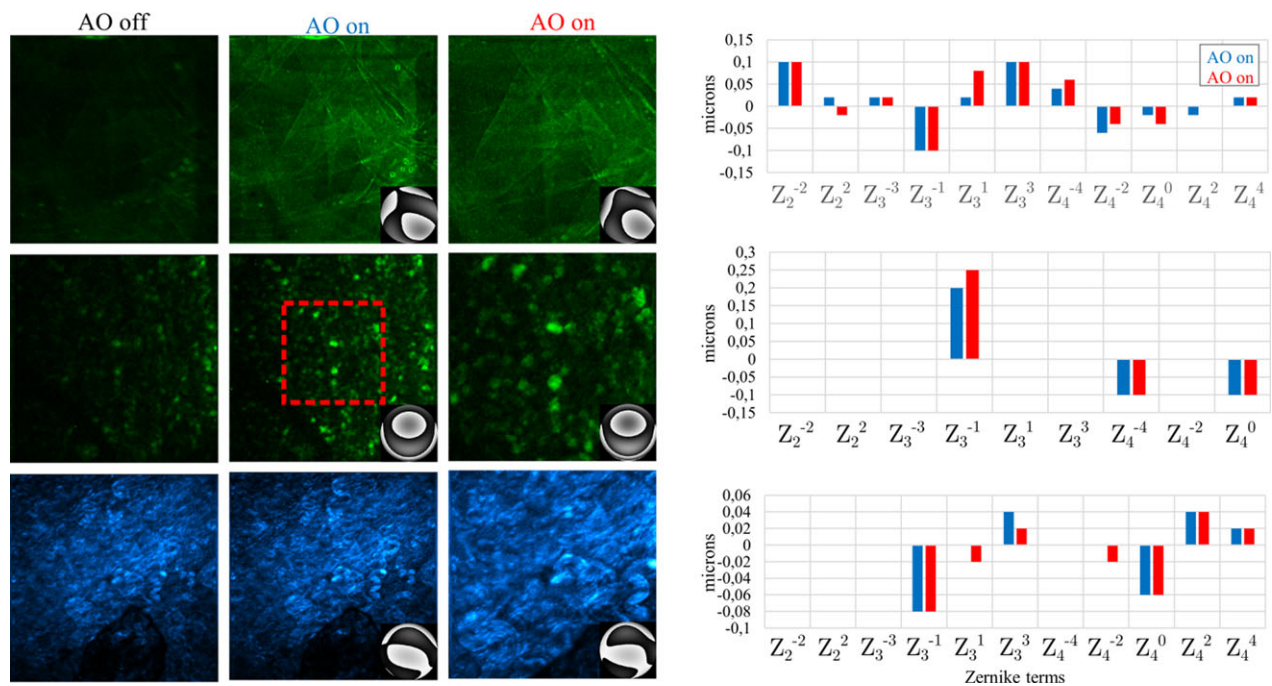 AO off
AO on
AO on
0,15
0,1
0,05
0
-0,05
-0,1
-0,15
microns
AO on
AO on
Z₂⁻² Z₂² Z₃⁻³ Z₃⁻¹ Z₃¹ Z₃³ Z₄⁻⁴ Z₄⁻² Z₄⁰ Z₄² Z₄⁴
0,3
0,25
0,2
0,15
0,1
0,05
0
-0,05
-0,1
-0,15
microns
Z₂⁻² Z₂² Z₃⁻³ Z₃⁻¹ Z₃¹ Z₃³ Z₄⁻⁴ Z₄⁻² Z₄⁰
0,06
0,04
0,02
0
-0,02
-0,04
-0,06
-0,08
-0,1
microns
Z₂⁻² Z₂² Z₃⁻³ Z₃⁻¹ Z₃¹ Z₃³ Z₄⁻⁴ Z₄⁻² Z₄⁰ Z₄² Z₄⁴
Zernike terms